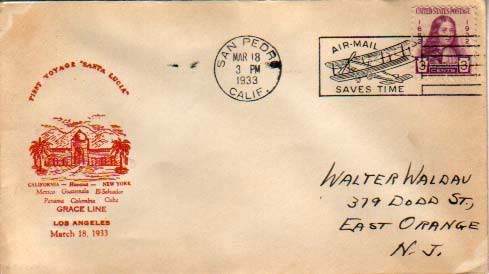 FIRST VOYAGE "SANTA LUCIA"
CALIFORNIA — Havana — NEW YORK
Mexico Guatemala El Salvador
Panama Colombia Cuba
GRACE LINE
LOS ANGELES
March 18, 1933
SAN PEDRO
MAR 18
3 PM
1933
CALIF.
AIR-MAIL
SAVES TIME
UNITED STATES POSTAGE
3 3
WALTER WALDAU
379 DODD ST,
EAST ORANGE
N. J.